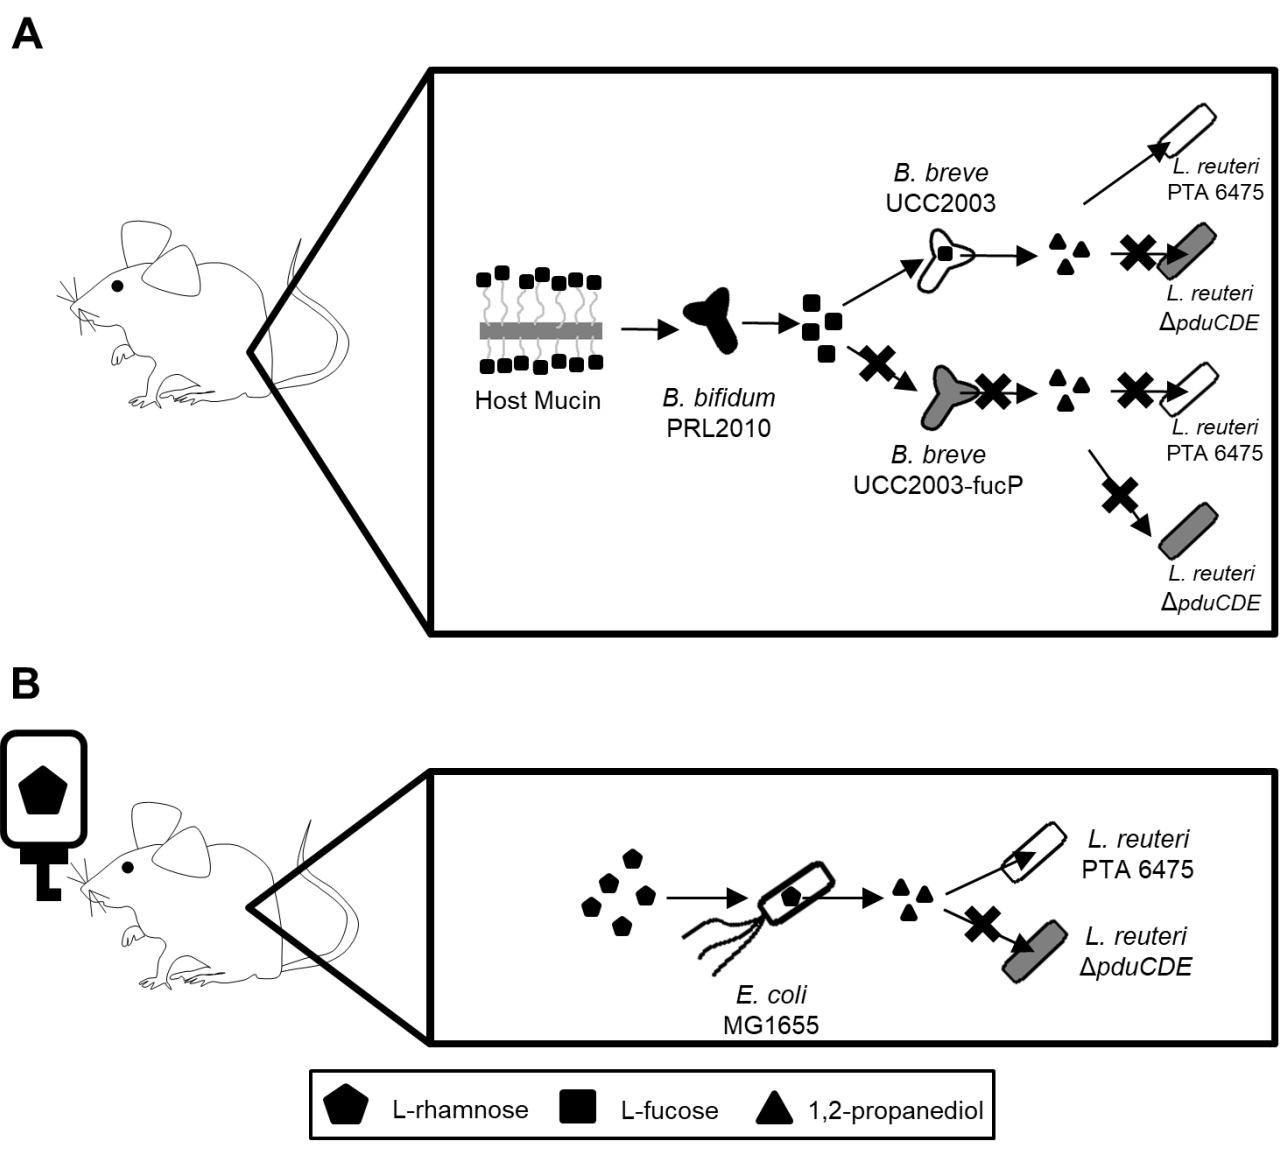 A
B. breve
UCC2003
L. reuteri
PTA 6475
L. reuteri
ΔpduCDE
Host Mucin
B. bifidum
PRL2010
B. breve
UCC2003-fucP
L. reuteri
PTA 6475
L. reuteri
ΔpduCDE
B
E. coli
MG1655
L. reuteri
PTA 6475
L. reuteri
ΔpduCDE
L-rhamnose
L-fucose
1,2-propanediol